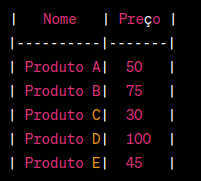 |   Nome   | Preço |
|----------|-------|
| Produto A|  50   |
| Produto B|  75   |
| Produto C|  30   |
| Produto D|  100  |
| Produto E|  45   |